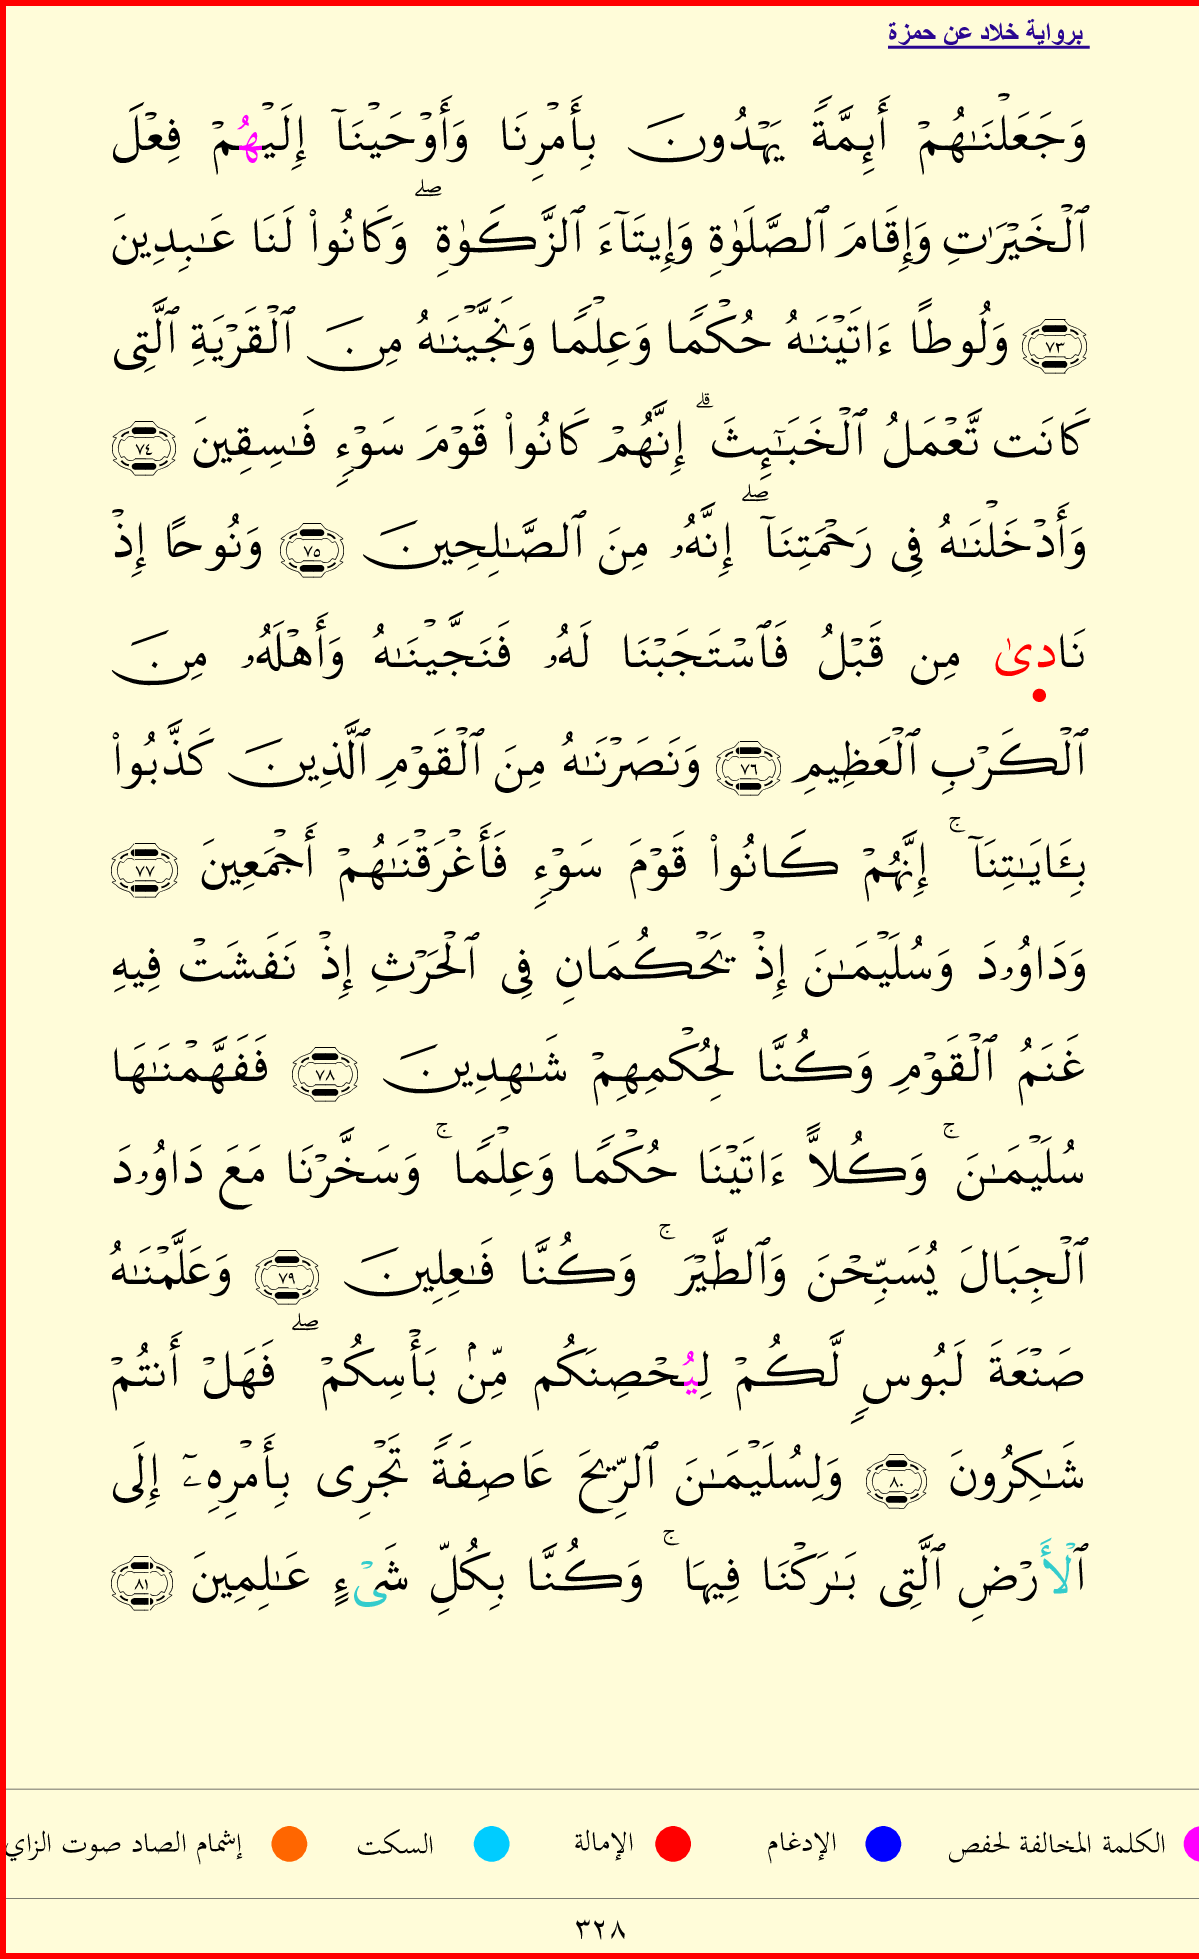 برواية خلاد عن حمزة
وَجَعَلْنَـٰهُمْ أَئِمَّةً يَهْدُونَ بِأَمْرِنَا وَأَوْحَيْنَآ إِلَيْهُمْ فِعْلَ
ٱلْخَيْرَٰتِ وَإِقَامَ ٱلصَّلَوٰةِ وَإِيتَآءَ ٱلزَّكَوٰةِ ۖ وَكَانُوا۟ لَنَا عَـٰبِدِينَ
٧٣ وَلُوطًا ءَاتَيْنَـٰهُ حُكْمًا وَعِلْمًا وَنَجَّيْنَـٰهُ مِنَ ٱلْقَرْيَةِ ٱلَّتِى
كَانَت تَّعْمَلُ ٱلْخَبَـٰٓئِثَ ۗ إِنَّهُمْ كَانُوا۟ قَوْمَ سَوْءٍ فَـٰسِقِينَ ٧٤
وَأَدْخَلْنَـٰهُ فِى رَحْمَتِنَآ ۖ إِنَّهُۥ مِنَ ٱلصَّـٰلِحِينَ ٧٥ وَنُوحًا إِذْ
نَادِىٰ مِن قَبْلُ فَٱسْتَجَبْنَا لَهُۥ فَنَجَّيْنَـٰهُ وَأَهْلَهُۥ مِنَ
ٱلْكَرْبِ ٱلْعَظِيمِ ٧٦ وَنَصَرْنَـٰهُ مِنَ ٱلْقَوْمِ ٱلَّذِينَ كَذَّبُوا۟
بِـَٔايَـٰتِنَآ ۚ إِنَّهُمْ كَانُوا۟ قَوْمَ سَوْءٍ فَأَغْرَقْنَـٰهُمْ أَجْمَعِينَ ٧٧
وَدَاوُۥدَ وَسُلَيْمَـٰنَ إِذْ يَحْكُمَانِ فِى ٱلْحَرْثِ إِذْ نَفَشَتْ فِيهِ
غَنَمُ ٱلْقَوْمِ وَكُنَّا لِحُكْمِهِمْ شَـٰهِدِينَ ٧٨ فَفَهَّمْنَـٰهَا
سُلَيْمَـٰنَ ۚ وَكُلاًّ ءَاتَيْنَا حُكْمًا وَعِلْمًا ۚ وَسَخَّرْنَا مَعَ دَاوُۥدَ
ٱلْجِبَالَ يُسَبِّحْنَ وَٱلطَّيْرَ ۚ وَكُنَّا فَـٰعِلِينَ ٧٩ وَعَلَّمْنَـٰهُ
صَنْعَةَ لَبُوسٍ لَّكُمْ لِيُحْصِنَكُم مِّنۢ بَأْسِكُمْ ۖ فَهَلْ أَنتُمْ
شَـٰكِرُونَ ٨٠ وَلِسُلَيْمَـٰنَ ٱلرِّيحَ عَاصِفَةً تَجْرِى بِأَمْرِهِۦٓ إِلَى
ٱلْأَرْضِ ٱلَّتِى بَـٰرَكْنَا فِيهَا ۚ وَكُنَّا بِكُلِّ شَىْءٍ عَـٰلِمِينَ ٨١
الكلمة المخالفة لحفص الإدغام الإمالة السكت إشمام الصاد صوت الزاي
٣٢٨